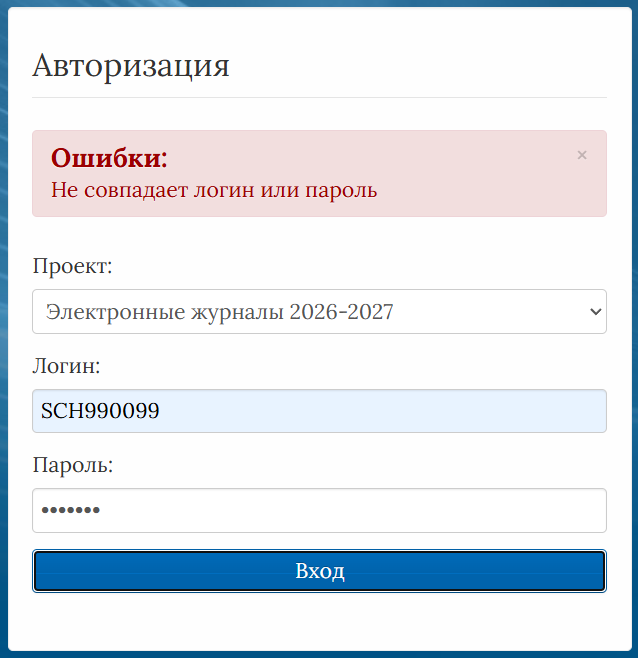 Авторизация
Ошибки:
×
Не совпадает логин или пароль
Проект:
Электронные журналы 2026-2027
Логин:
SCH990099
Пароль:
•••••••
Вход